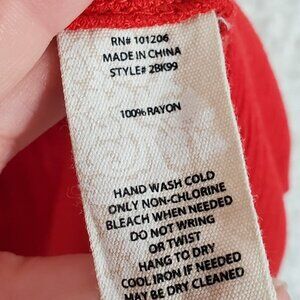 RN# 101206
MADE IN CHINA
STYLE# 2BK99
100% RAYON
HAND WASH COLD
ONLY NON-CHLORINE
BLEACH WHEN NEEDED
DO NOT WRING
OR TWIST
HANG TO DRY
COOL IRON IF NEEDED
MAY BE DRY CLEANED